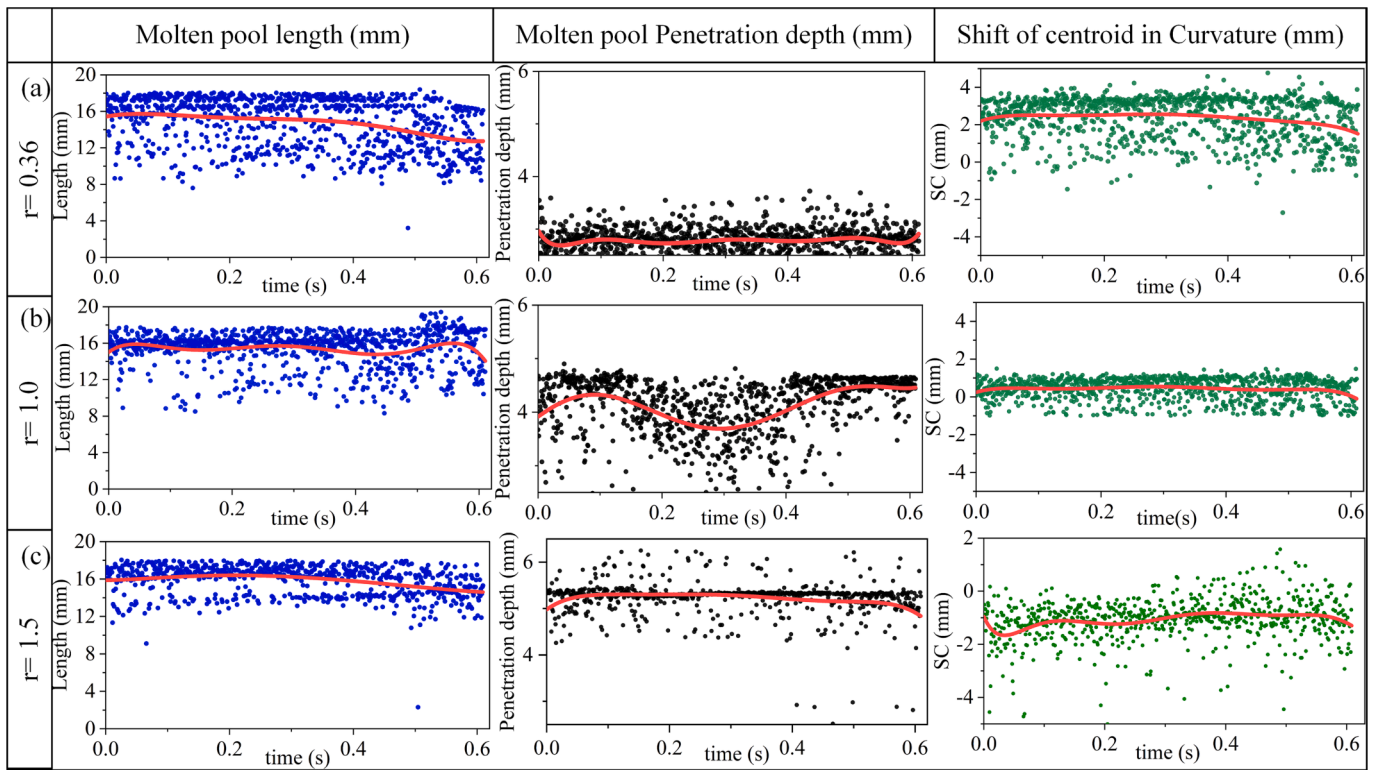 Molten pool length (mm)
Molten pool Penetration depth (mm)
Shift of centroid in Curvature (mm)
(a)
r= 0.36
Length (mm)
20
16
12
8
4
0
0.0 0.2 0.4 0.6
time (s)
Penetration depth (mm)
6
4
0.0 0.2 0.4 0.6
time (s)
SC (mm)
4
2
0
-2
-4
0.0 0.2 0.4 0.6
time (s)
(b)
r= 1.0
Length (mm)
20
16
12
8
4
0
0.0 0.2 0.4 0.6
time (s)
Penetration depth (mm)
6
4
0.0 0.2 0.4 0.6
time (s)
SC (mm)
4
2
0
-2
-4
0.0 0.2 0.4 0.6
time(s)
(c)
r= 1.5
Length (mm)
20
16
12
8
4
2
0
0.0 0.2 0.4 0.6
time (s)
Penetration depth (mm)
6
4
0.0 0.2 0.4 0.6
time (s)
SC (mm)
2
0
-2
-4
0.0 0.2 0.4 0.6
time (s)